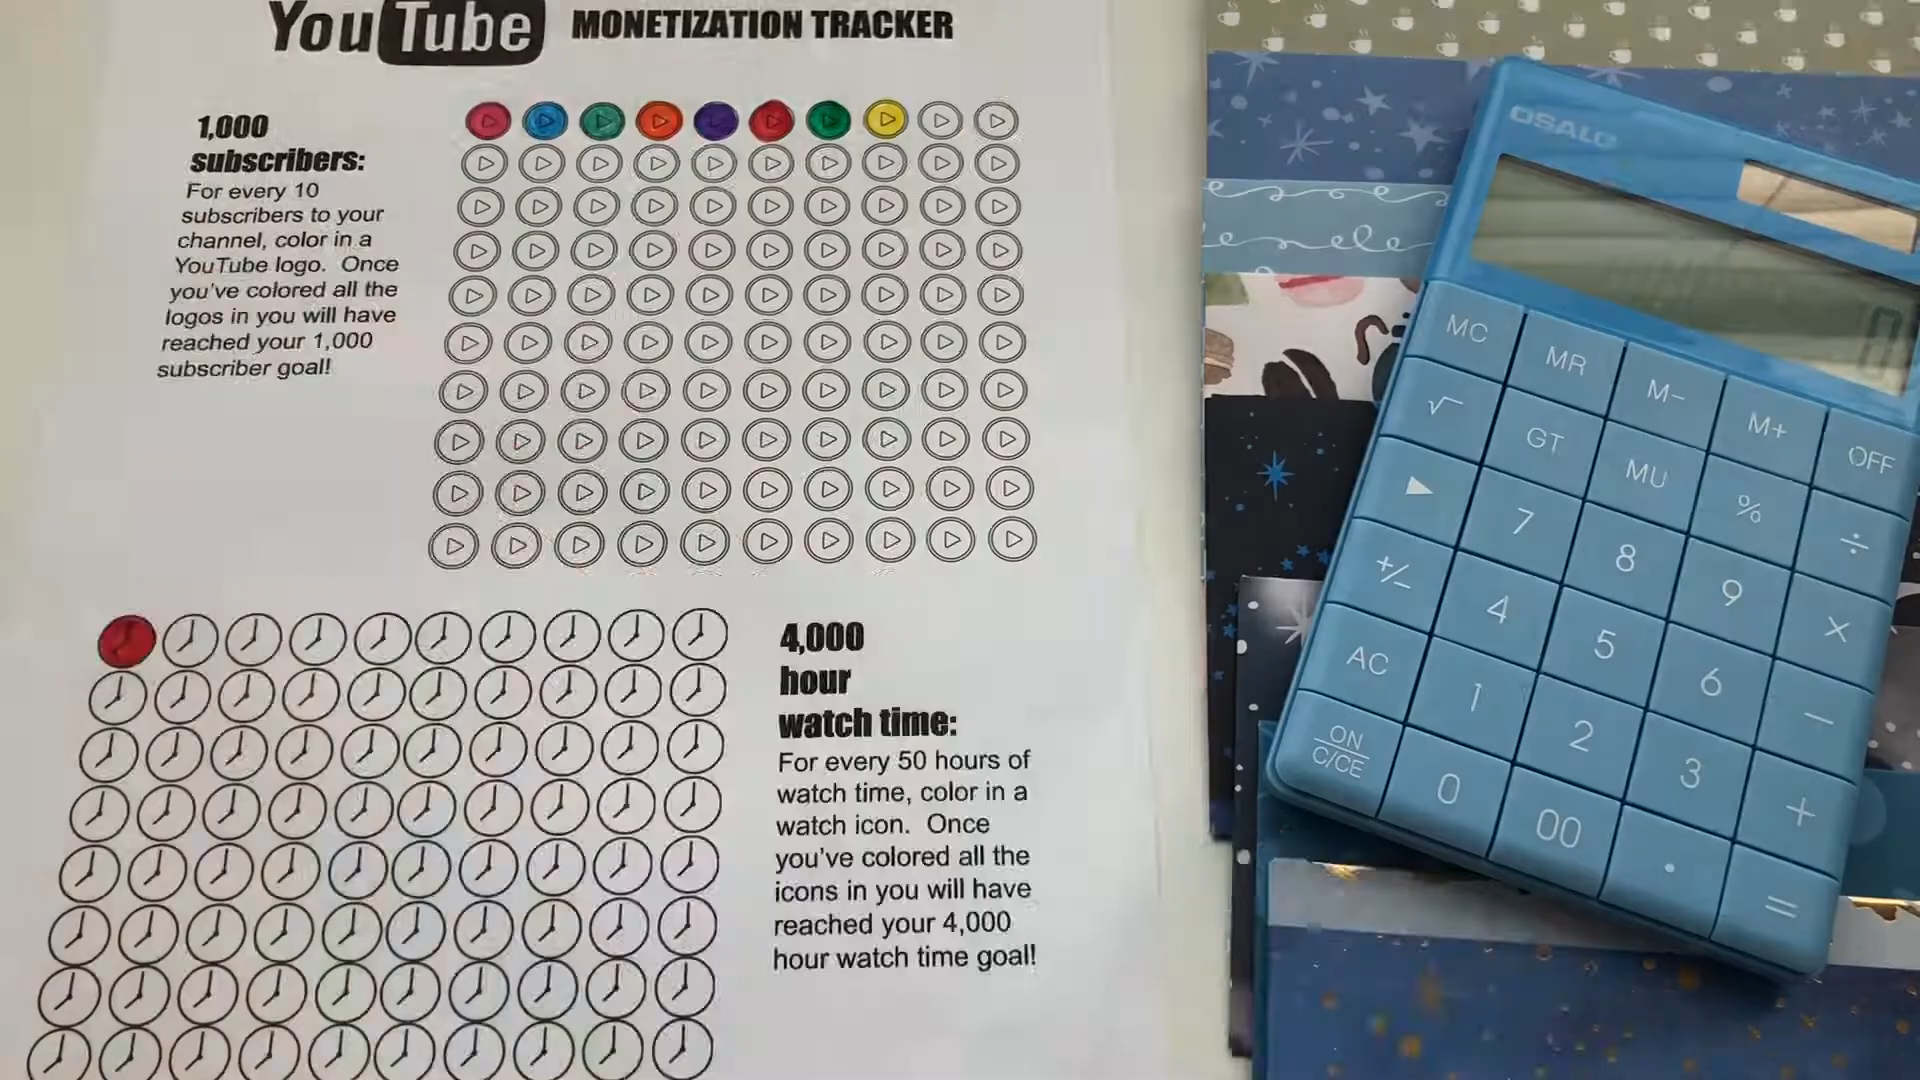 YouTube MONETIZATION TRACKER
1,000
subscribers:
For every 10
subscribers to your
channel, color in a
YouTube logo. Once
you've colored all the
logos in you will have
reached your 1,000
subscriber goal!
4,000
hour
watch time:
For every 50 hours of
watch time, color in a
watch icon. Once
you've colored all the
icons in you will have
reached your 4,000
hour watch time goal!
OSALO
0
MC MR M- M+ OFF
√ GT MU % ÷
▶ 7 8 9 ×
+/- 4 5 6 −
AC 1 2 3 +
ON
C/CE
0 00 . =